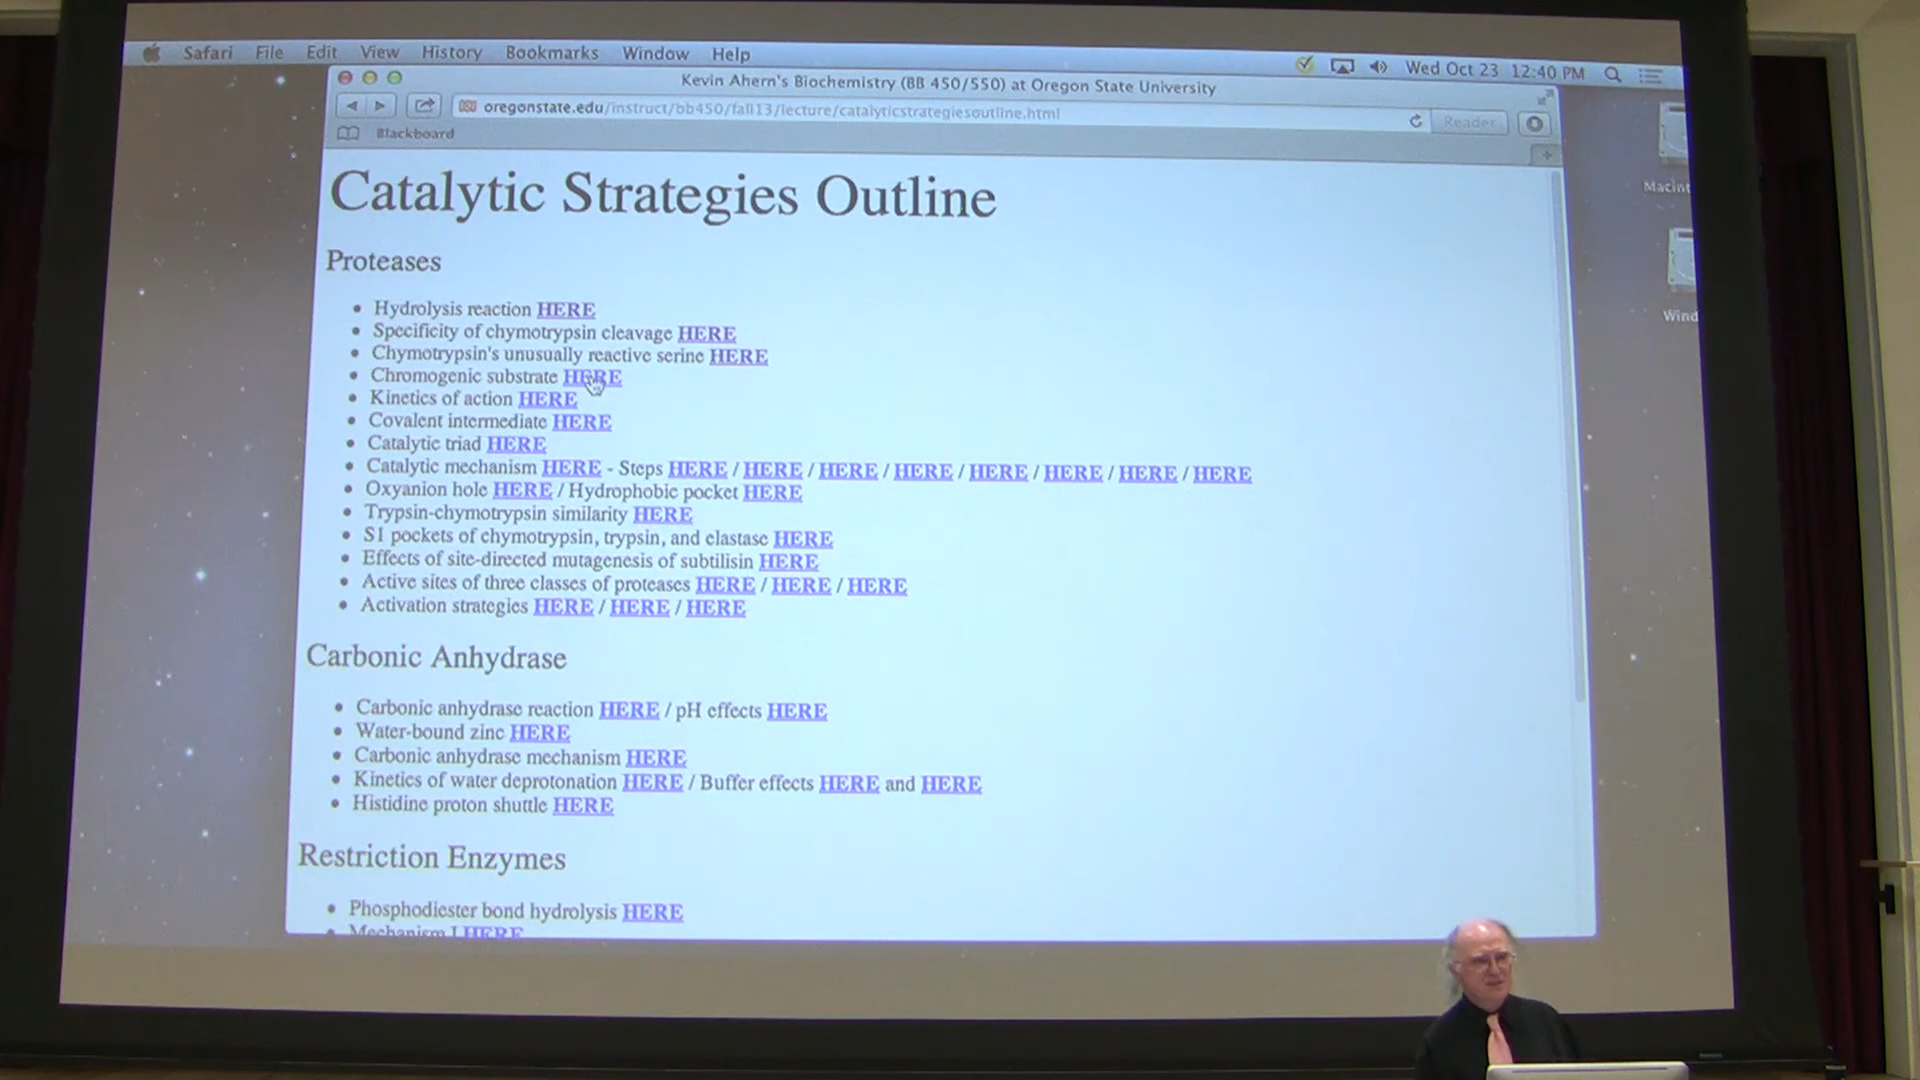 Safari File Edit View History Bookmarks Window Help Wed Oct 23 12:40 PM
Kevin Ahern's Biochemistry (BB 450/550) at Oregon State University
oregonstate.edu/instruct/bb450/fall13/lecture/catalyticstrategiesoutline.html Reader
Blackboard
Catalytic Strategies Outline
Proteases
• Hydrolysis reaction HERE
• Specificity of chymotrypsin cleavage HERE
• Chymotrypsin's unusually reactive serine HERE
• Chromogenic substrate HERE
• Kinetics of action HERE
• Covalent intermediate HERE
• Catalytic triad HERE
• Catalytic mechanism HERE - Steps HERE / HERE / HERE / HERE / HERE / HERE / HERE / HERE
• Oxyanion hole HERE / Hydrophobic pocket HERE
• Trypsin-chymotrypsin similarity HERE
• S1 pockets of chymotrypsin, trypsin, and elastase HERE
• Effects of site-directed mutagenesis of subtilisin HERE
• Active sites of three classes of proteases HERE / HERE / HERE
• Activation strategies HERE / HERE / HERE
Carbonic Anhydrase
• Carbonic anhydrase reaction HERE / pH effects HERE
• Water-bound zinc HERE
• Carbonic anhydrase mechanism HERE
• Kinetics of water deprotonation HERE / Buffer effects HERE and HERE
• Histidine proton shuttle HERE
Restriction Enzymes
• Phosphodiester bond hydrolysis HERE
• Mechanism I HERE
Macint
Wind